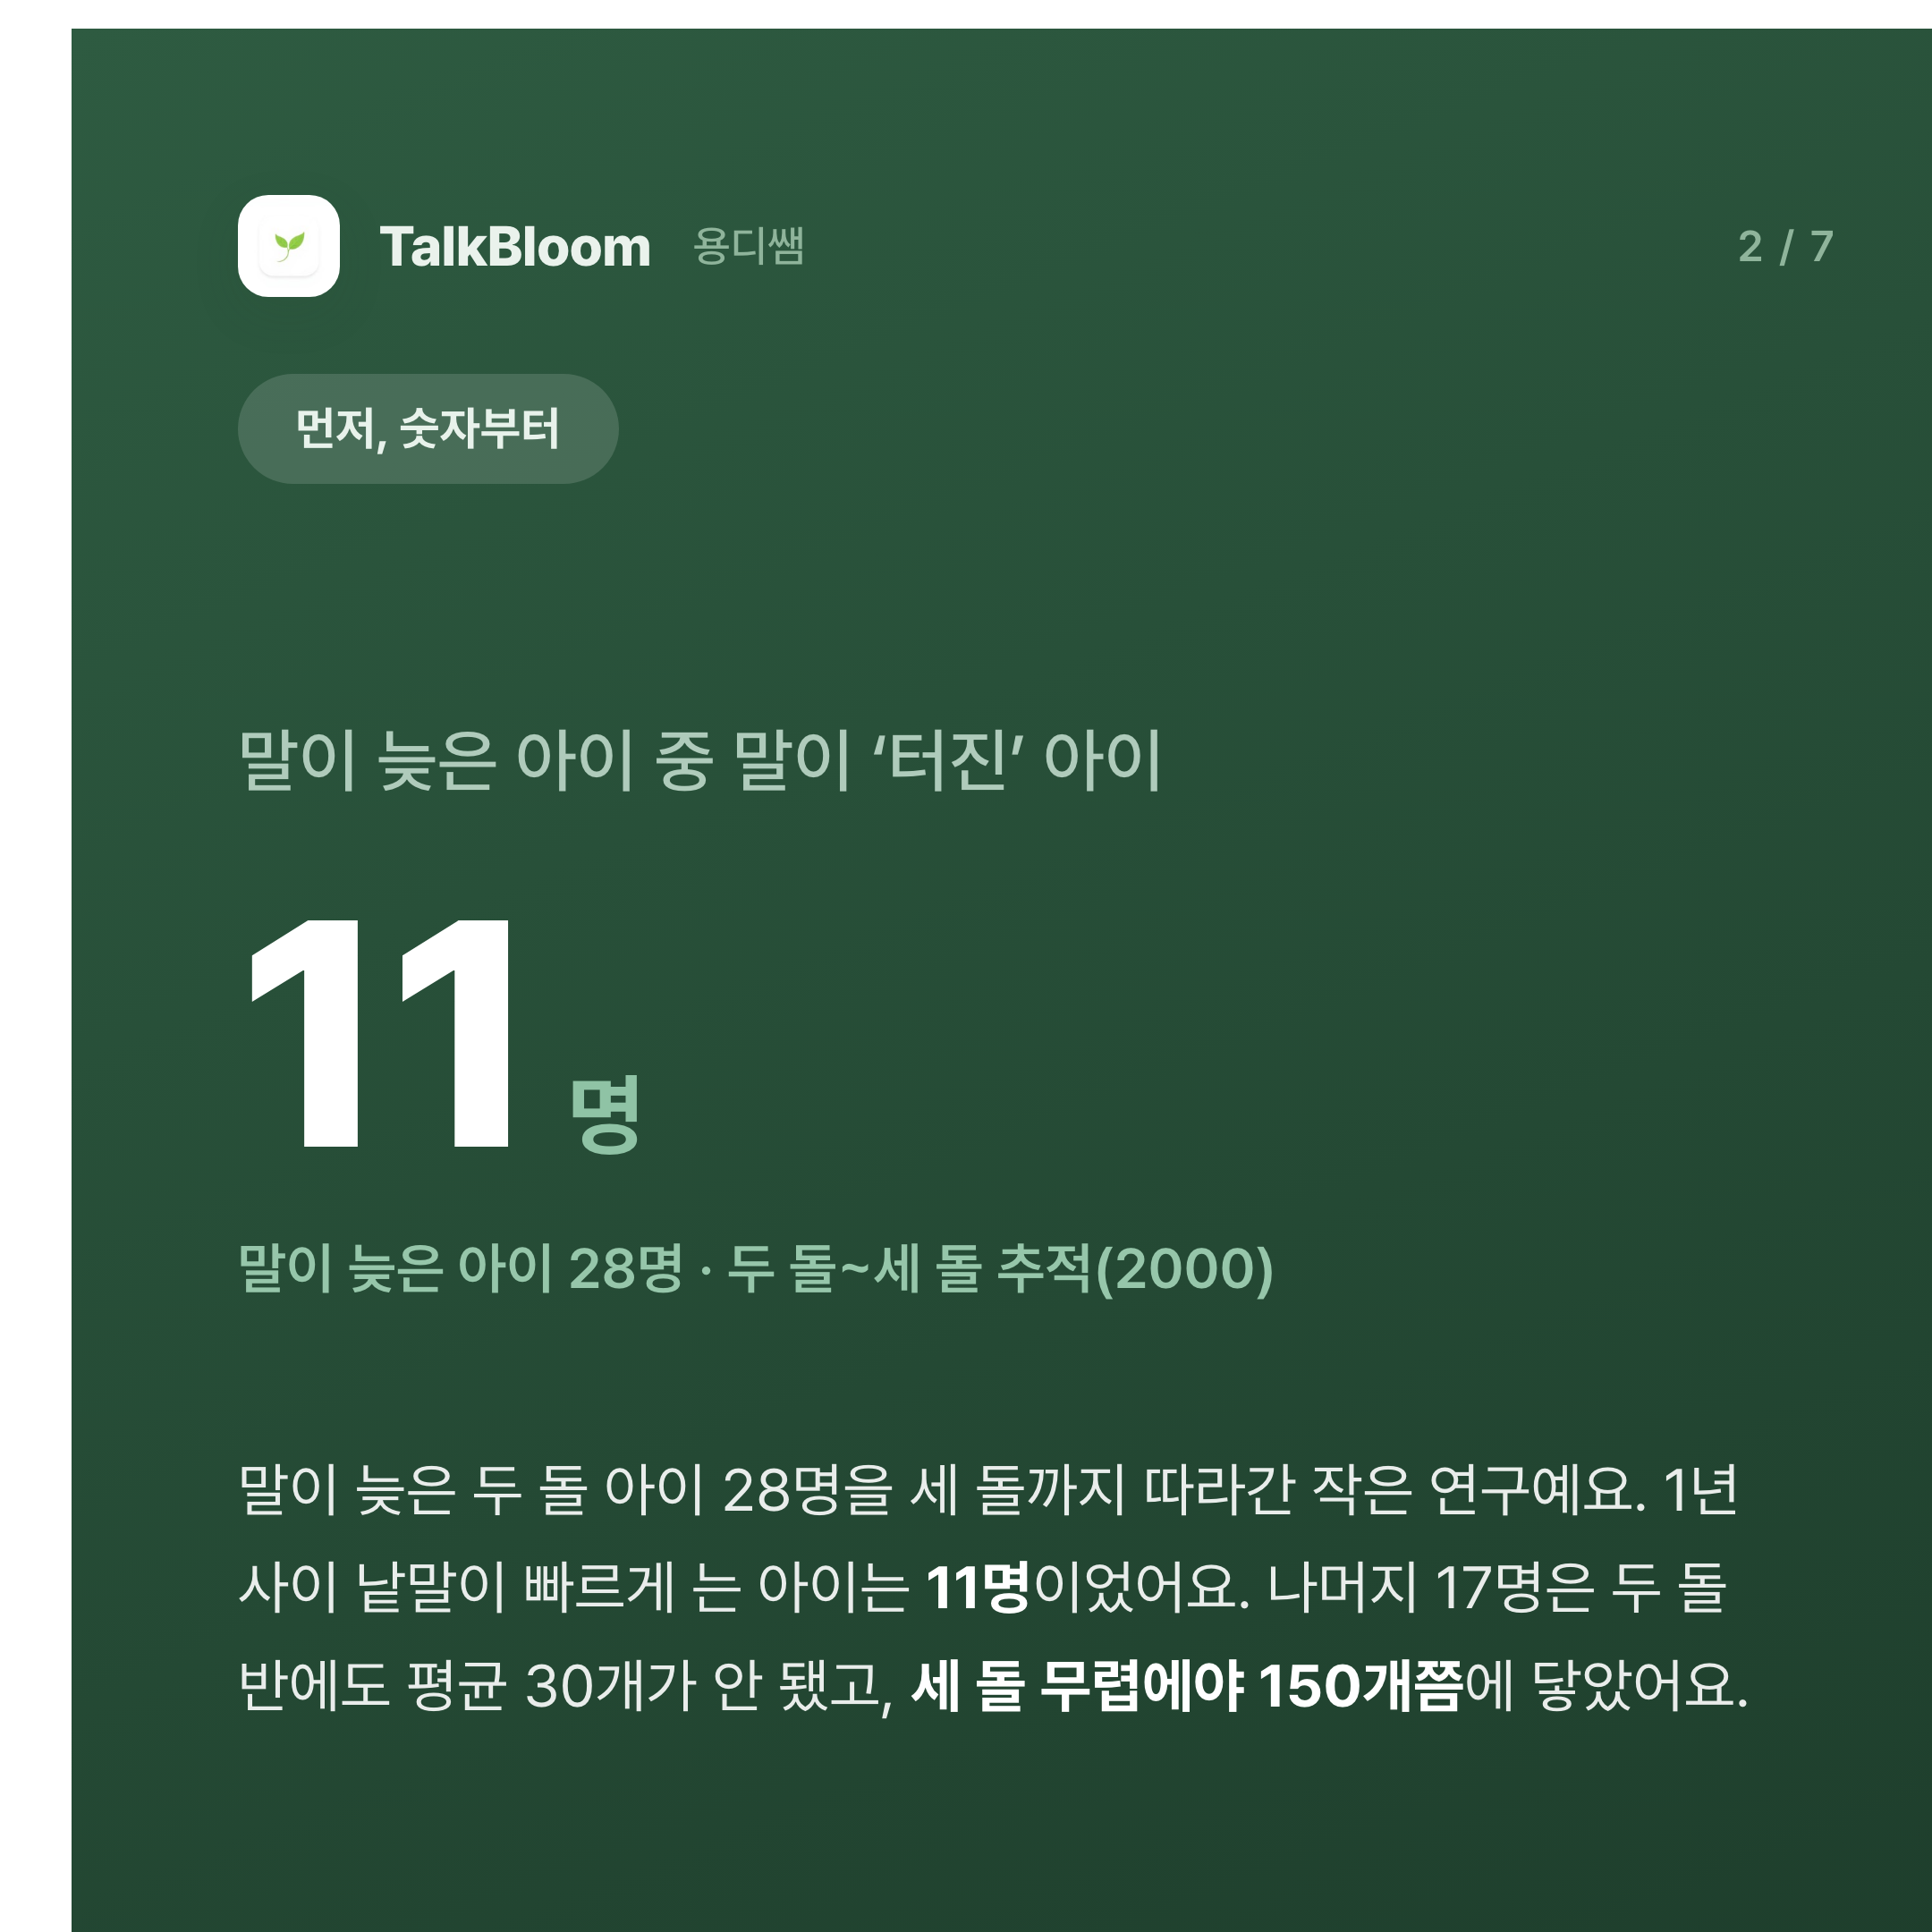 TalkBloom 용디쌤
2 / 7
먼저, 숫자부터
말이 늦은 아이 중 말이 ‘터진’ 아이
11 명
말이 늦은 아이 28명 · 두 돌~세 돌 추적(2000)
말이 늦은 두 돌 아이 28명을 세 돌까지 따라간 작은 연구예요. 1년
사이 낱말이 빠르게 는 아이는 11명이었어요. 나머지 17명은 두 돌
반에도 평균 30개가 안 됐고, 세 돌 무렵에야 150개쯤에 닿았어요.